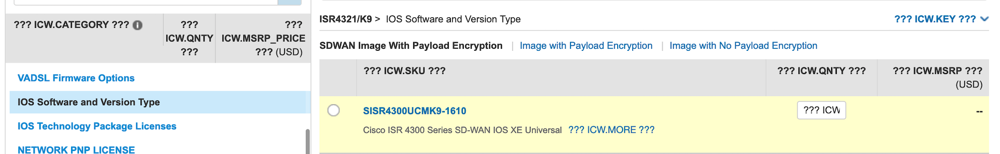 ??? ICW.CATEGORY ???
???
ICW.QNTY
???
???
ICW.MSRP_PRICE
??? (USD)
VADSL Firmware Options
IOS Software and Version Type
IOS Technology Package Licenses
NETWORK PNP LICENSE
ISR4321/K9 > IOS Software and Version Type
??? ICW.KEY ???
SDWAN Image With Payload Encryption | Image with Payload Encryption | Image with No Payload Encryption
??? ICW.SKU ???
??? ICW.QNTY ???
??? ICW.MSRP ???
(USD)
SISR4300UCMK9-1610
??? ICW
--
Cisco ISR 4300 Series SD-WAN IOS XE Universal ??? ICW.MORE ???